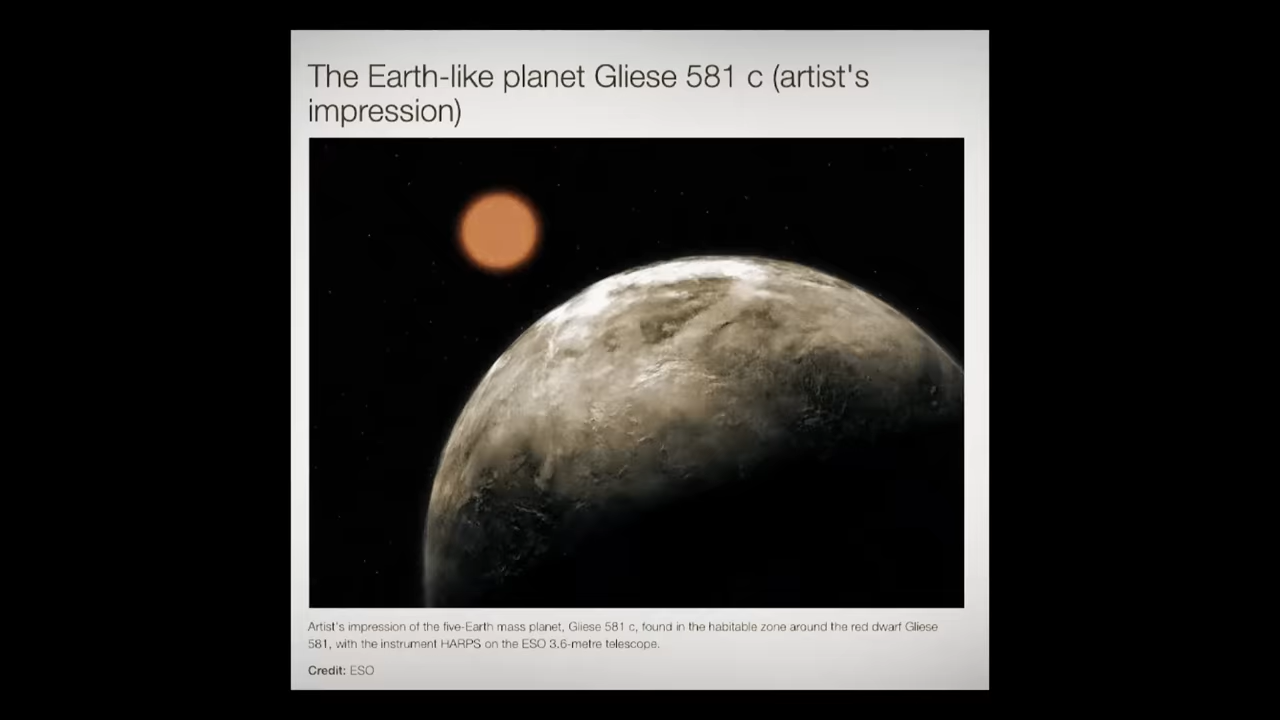 The Earth-like planet Gliese 581 c (artist's
impression)
Artist's impression of the five-Earth mass planet, Gliese 581 c, found in the habitable zone around the red dwarf Gliese
581, with the instrument HARPS on the ESO 3.6-metre telescope.
Credit: ESO